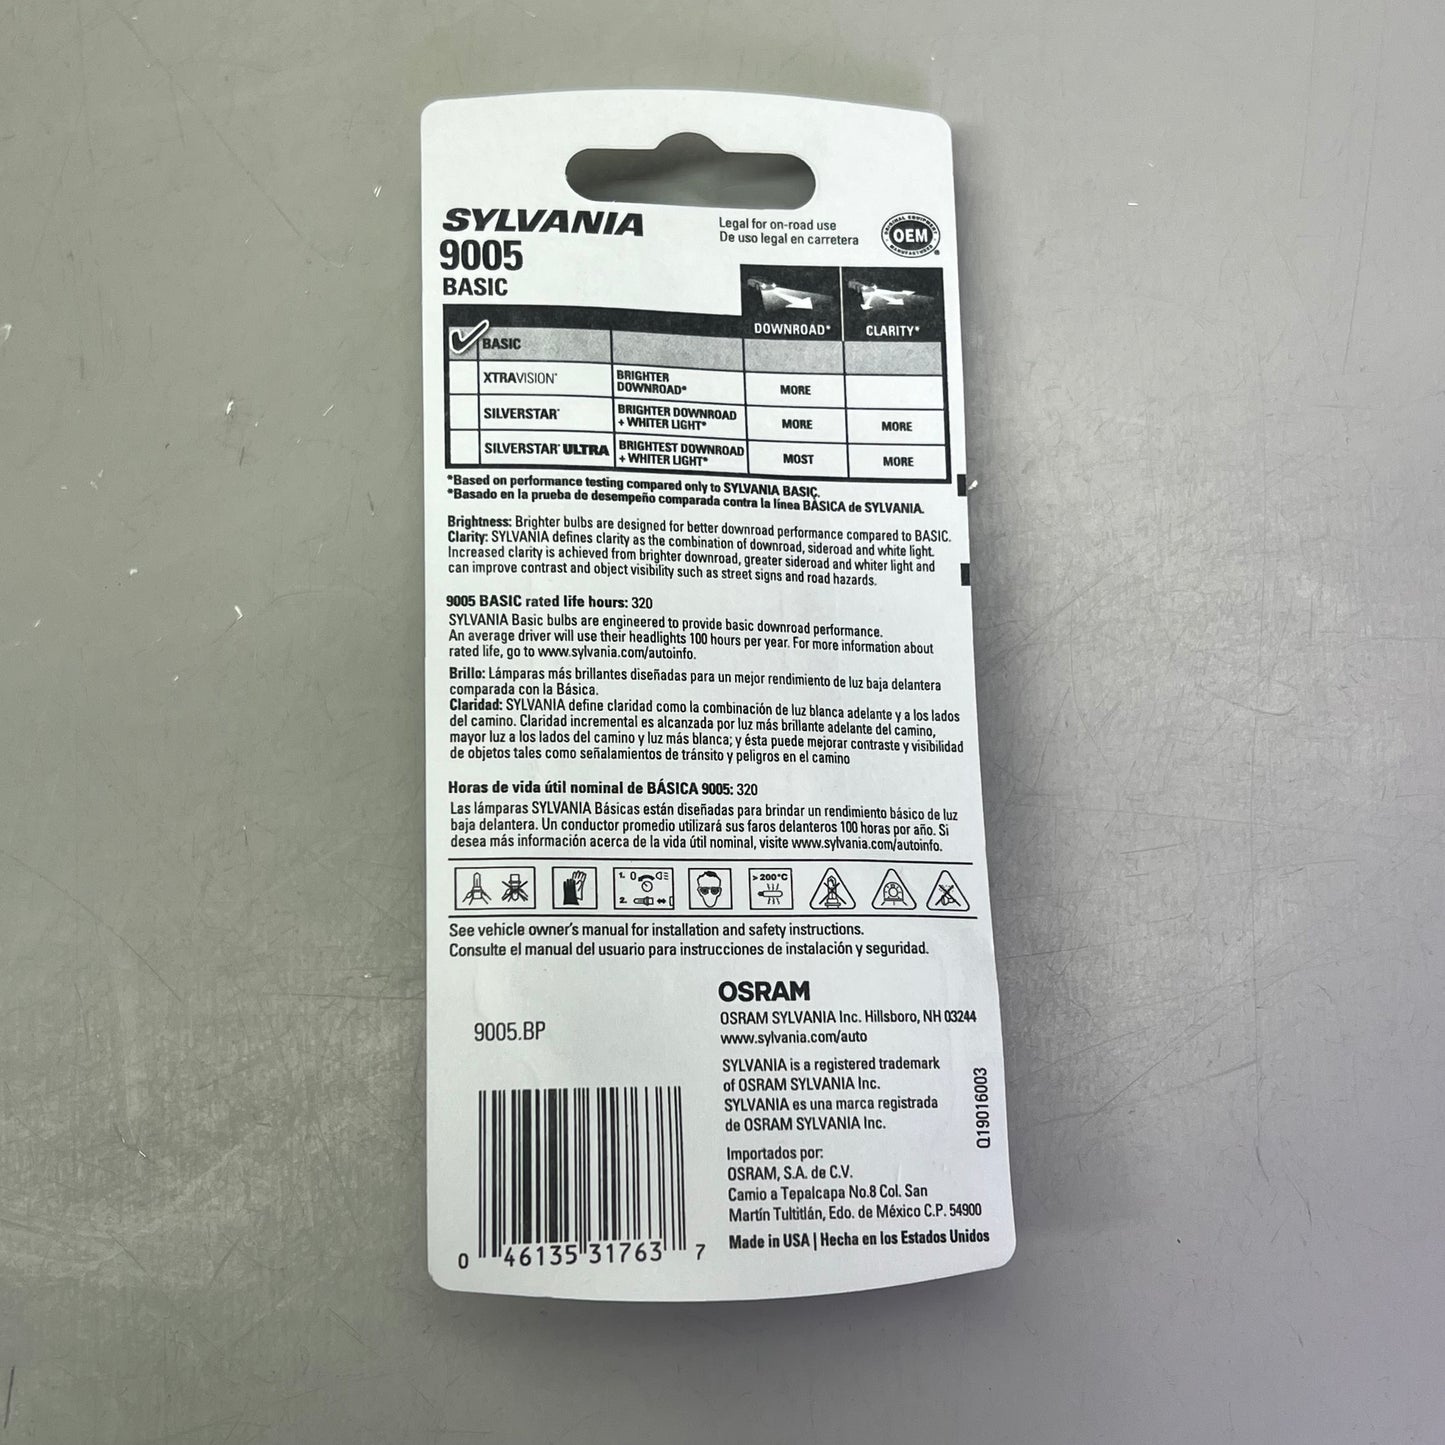 SYLVANIA
9005
BASIC
Legal for on-road use
De uso legal en carretera
ORIGINAL EQUIPMENT
OEM
MANUFACTURER
DOWNROAD* CLARITY*
BASIC
XTRAVISION BRIGHTER DOWNROAD* MORE
SILVERSTAR BRIGHTER DOWNROAD + WHITER LIGHT* MORE MORE
SILVERSTAR ULTRA BRIGHTEST DOWNROAD + WHITER LIGHT* MOST MORE
*Based on performance testing compared only to SYLVANIA BASIC.
*Basado en la prueba de desempeño comparada contra la línea BÁSICA de SYLVANIA.
Brightness: Brighter bulbs are designed for better downroad performance compared to BASIC.
Clarity: SYLVANIA defines clarity as the combination of downroad, sideroad and white light.
Increased clarity is achieved from brighter downroad, greater sideroad and whiter light and
can improve contrast and object visibility such as street signs and road hazards.
9005 BASIC rated life hours: 320
SYLVANIA Basic bulbs are engineered to provide basic downroad performance.
An average driver will use their headlights 100 hours per year. For more information about
rated life, go to www.sylvania.com/autoinfo.
Brillo: Lámparas más brillantes diseñadas para un mejor rendimiento de luz baja delantera
comparada con la Básica.
Claridad: SYLVANIA define claridad como la combinación de luz blanca adelante y a los lados
del camino. Claridad incremental es alcanzada por luz más brillante adelante del camino,
mayor luz a los lados del camino y luz más blanca; y ésta puede mejorar contraste y visibilidad
de objetos tales como señalamientos de tránsito y peligros en el camino
Horas de vida útil nominal de BÁSICA 9005: 320
Las lámparas SYLVANIA Básicas están diseñadas para brindar un rendimiento básico de luz
baja delantera. Un conductor promedio utilizará sus faros delanteros 100 horas por año. Si
desea más información acerca de la vida útil nominal, visite www.sylvania.com/autoinfo.
1. 0
2.
>200°C
See vehicle owner's manual for installation and safety instructions.
Consulte el manual del usuario para instrucciones de instalación y seguridad.
9005.BP
0 46135 31763 7
OSRAM
OSRAM SYLVANIA Inc. Hillsboro, NH 03244
www.sylvania.com/auto
SYLVANIA is a registered trademark
of OSRAM SYLVANIA Inc.
SYLVANIA es una marca registrada
de OSRAM SYLVANIA Inc.
Importados por:
OSRAM, S.A. de C.V.
Camio a Tepalcapa No.8 Col. San
Martín Tultitlán, Edo. de México C.P. 54900
Made in USA | Hecha en los Estados Unidos
Q19016003